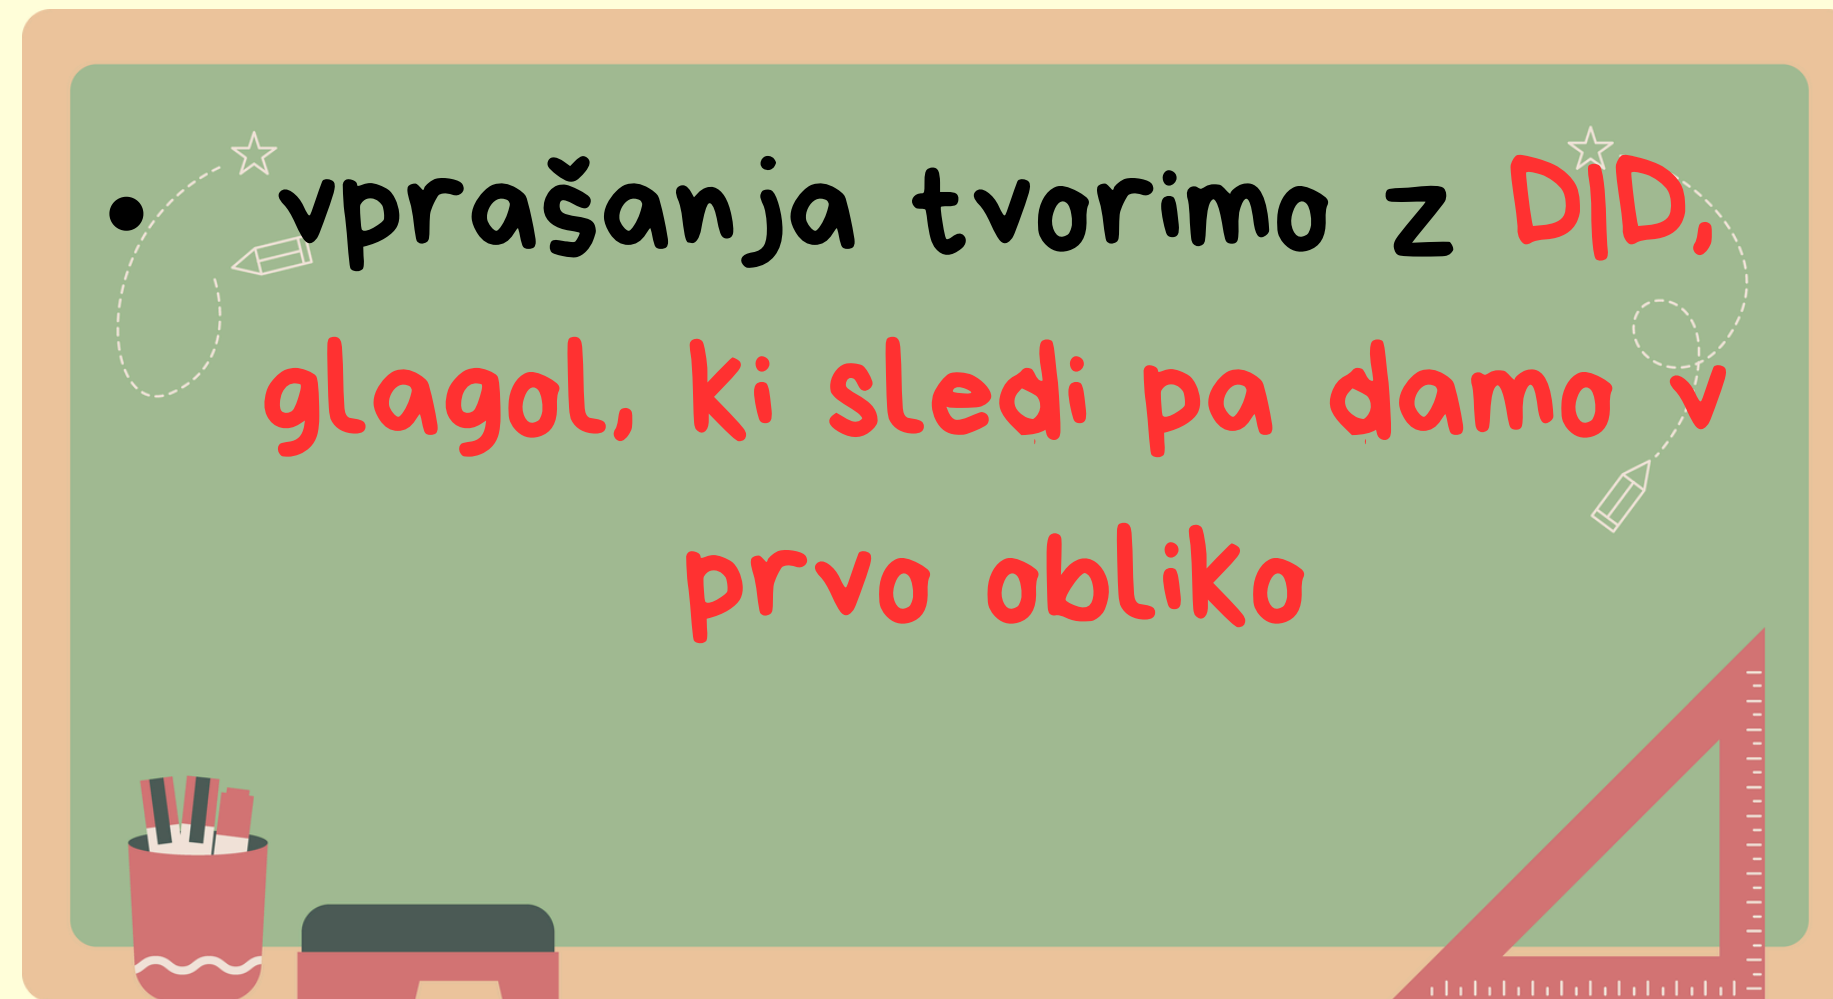 • vprašanja tvorimo z DID,
glagol, ki sledi pa damo v
prvo obliko